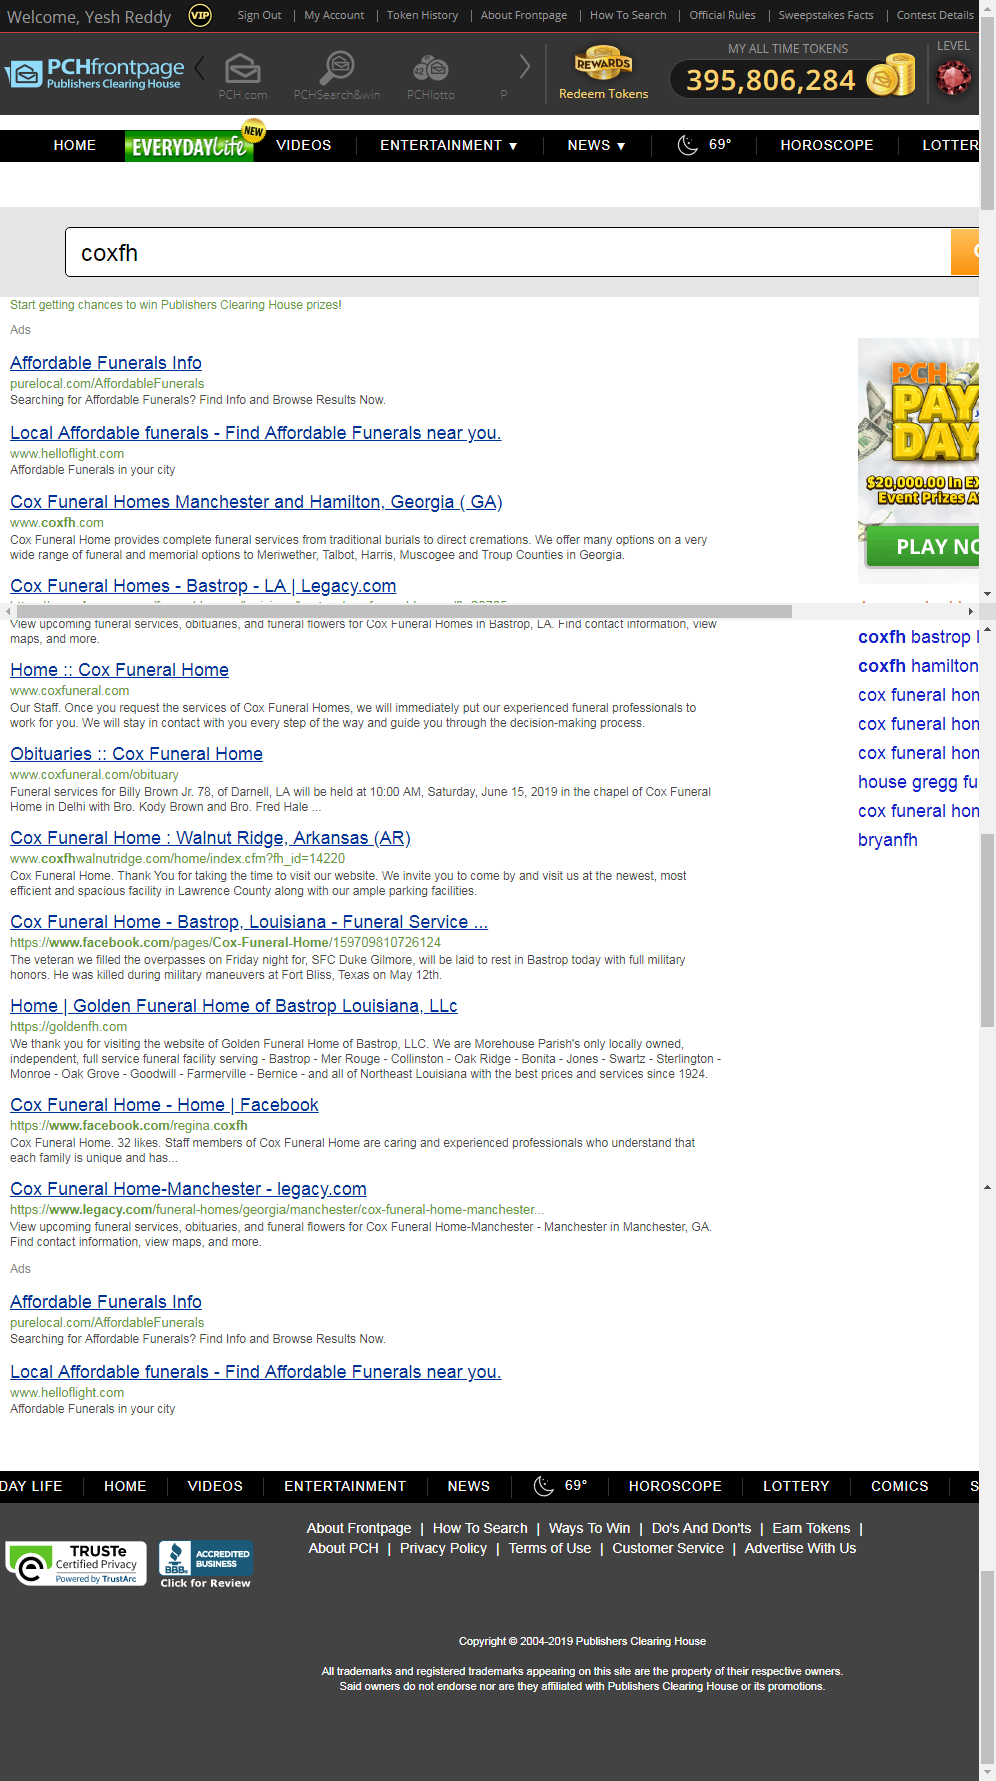 Welcome, Yesh Reddy VIP Sign Out | My Account | Token History | About Frontpage | How To Search | Official Rules | Sweepstakes Facts | Contest Details
PCHfrontpage
Publishers Clearing House
PCH.com PCHSearch&win PCHlotto P
REWARDS
Redeem Tokens
MY ALL TIME TOKENS
395,806,284
LEVEL
HOME EVERYDAY Life NEW VIDEOS ENTERTAINMENT ▼ NEWS ▼ 69° HOROSCOPE LOTTER
coxfh
Start getting chances to win Publishers Clearing House prizes!
Ads
Affordable Funerals Info
purelocal.com/AffordableFunerals
Searching for Affordable Funerals? Find Info and Browse Results Now.
Local Affordable funerals - Find Affordable Funerals near you.
www.helloflight.com
Affordable Funerals in your city
Cox Funeral Homes Manchester and Hamilton, Georgia ( GA)
www.coxfh.com
Cox Funeral Home provides complete funeral services from traditional burials to direct cremations. We offer many options on a very
wide range of funeral and memorial options to Meriwether, Talbot, Harris, Muscogee and Troup Counties in Georgia.
Cox Funeral Homes - Bastrop - LA | Legacy.com
PCH
PAY
DAY
$20,000.00 In EX
Event Prizes A
PLAY NO
View upcoming funeral services, obituaries, and funeral flowers for Cox Funeral Homes in Bastrop, LA. Find contact information, view
maps, and more.
Home :: Cox Funeral Home
www.coxfuneral.com
Our Staff. Once you request the services of Cox Funeral Homes, we will immediately put our experienced funeral professionals to
work for you. We will stay in contact with you every step of the way and guide you through the decision-making process.
Obituaries :: Cox Funeral Home
www.coxfuneral.com/obituary
Funeral services for Billy Brown Jr. 78, of Darnell, LA will be held at 10:00 AM, Saturday, June 15, 2019 in the chapel of Cox Funeral
Home in Delhi with Bro. Kody Brown and Bro. Fred Hale ...
Cox Funeral Home : Walnut Ridge, Arkansas (AR)
www.coxfhwalnutridge.com/home/index.cfm?fh_id=14220
Cox Funeral Home. Thank You for taking the time to visit our website. We invite you to come by and visit us at the newest, most
efficient and spacious facility in Lawrence County along with our ample parking facilities.
Cox Funeral Home - Bastrop, Louisiana - Funeral Service ...
https://www.facebook.com/pages/Cox-Funeral-Home/159709810726124
The veteran we filled the overpasses on Friday night for, SFC Duke Gilmore, will be laid to rest in Bastrop today with full military
honors. He was killed during military maneuvers at Fort Bliss, Texas on May 12th.
Home | Golden Funeral Home of Bastrop Louisiana, LLc
https://goldenfh.com
We thank you for visiting the website of Golden Funeral Home of Bastrop, LLC. We are Morehouse Parish's only locally owned,
independent, full service funeral facility serving - Bastrop - Mer Rouge - Collinston - Oak Ridge - Bonita - Jones - Swartz - Sterlington -
Monroe - Oak Grove - Goodwill - Farmerville - Bernice - and all of Northeast Louisiana with the best prices and services since 1924.
Cox Funeral Home - Home | Facebook
https://www.facebook.com/regina.coxfh
Cox Funeral Home. 32 likes. Staff members of Cox Funeral Home are caring and experienced professionals who understand that
each family is unique and has...
Cox Funeral Home-Manchester - legacy.com
https://www.legacy.com/funeral-homes/georgia/manchester/cox-funeral-home-manchester...
View upcoming funeral services, obituaries, and funeral flowers for Cox Funeral Home-Manchester - Manchester in Manchester, GA.
Find contact information, view maps, and more.
coxfh bastrop l
coxfh hamilton
cox funeral hom
cox funeral hom
cox funeral hom
house gregg fu
cox funeral hom
bryanfh
Ads
Affordable Funerals Info
purelocal.com/AffordableFunerals
Searching for Affordable Funerals? Find Info and Browse Results Now.
Local Affordable funerals - Find Affordable Funerals near you.
www.helloflight.com
Affordable Funerals in your city
DAY LIFE HOME VIDEOS ENTERTAINMENT NEWS 69° HOROSCOPE LOTTERY COMICS S
About Frontpage | How To Search | Ways To Win | Do's And Don'ts | Earn Tokens |
About PCH | Privacy Policy | Terms of Use | Customer Service | Advertise With Us
TRUSTe
Certified Privacy
Powered by TrustArc
BBB.
ACCREDITED
BUSINESS
Click for Review
Copyright © 2004-2019 Publishers Clearing House
All trademarks and registered trademarks appearing on this site are the property of their respective owners.
Said owners do not endorse nor are they affiliated with Publishers Clearing House or its promotions.